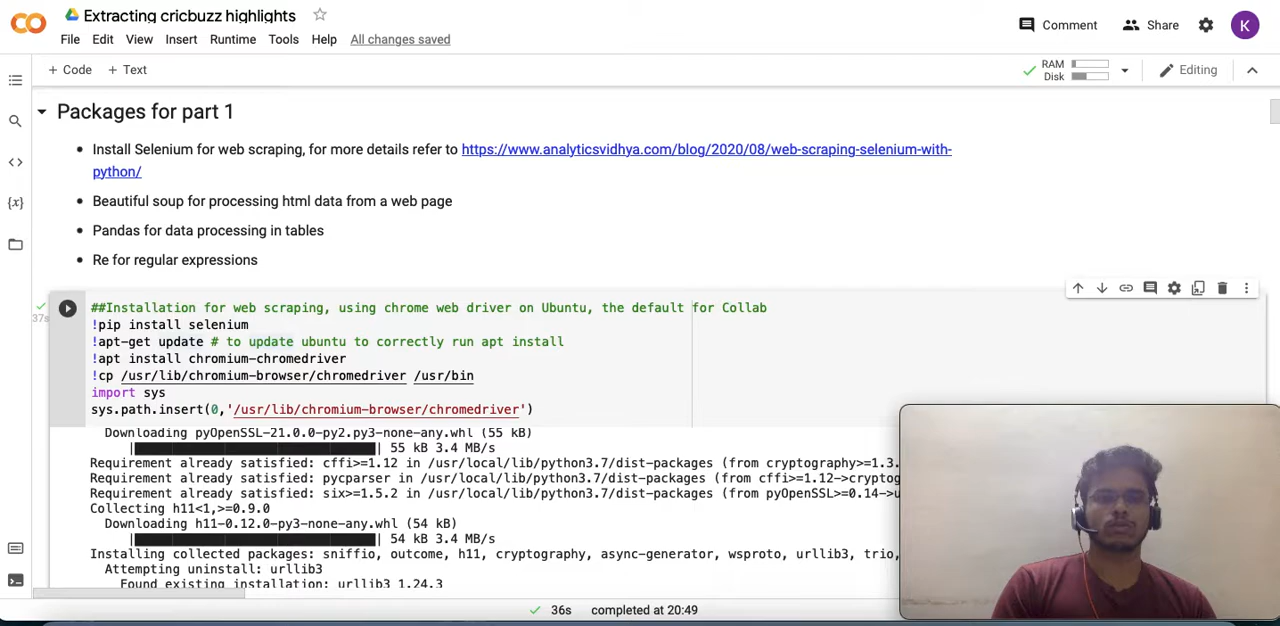 CO
Extracting cricbuzz highlights
File Edit View Insert Runtime Tools Help All changes saved
Comment Share K
+ Code + Text
RAM
Disk
Editing
Packages for part 1
• Install Selenium for web scraping, for more details refer to https://www.analyticsvidhya.com/blog/2020/08/web-scraping-selenium-with-
python/
• Beautiful soup for processing html data from a web page
• Pandas for data processing in tables
• Re for regular expressions
{x}
37s
##Installation for web scraping, using chrome web driver on Ubuntu, the default for Collab
!pip install selenium
!apt-get update # to update ubuntu to correctly run apt install
!apt install chromium-chromedriver
!cp /usr/lib/chromium-browser/chromedriver /usr/bin
import sys
sys.path.insert(0,'/usr/lib/chromium-browser/chromedriver')
Downloading pyOpenSSL-21.0.0-py2.py3-none-any.whl (55 kB)
| 55 kB 3.4 MB/s
Requirement already satisfied: cffi>=1.12 in /usr/local/lib/python3.7/dist-packages (from cryptography>=1.3.
Requirement already satisfied: pycparser in /usr/local/lib/python3.7/dist-packages (from cffi>=1.12->cryptog
Requirement already satisfied: six>=1.5.2 in /usr/local/lib/python3.7/dist-packages (from pyOpenSSL>=0.14->u
Collecting h11<1,>=0.9.0
Downloading h11-0.12.0-py3-none-any.whl (54 kB)
| 54 kB 3.4 MB/s
Installing collected packages: sniffio, outcome, h11, cryptography, async-generator, wsproto, urllib3, trio,
Attempting uninstall: urllib3
Found existing installation: urllib3 1.24.3
36s completed at 20:49